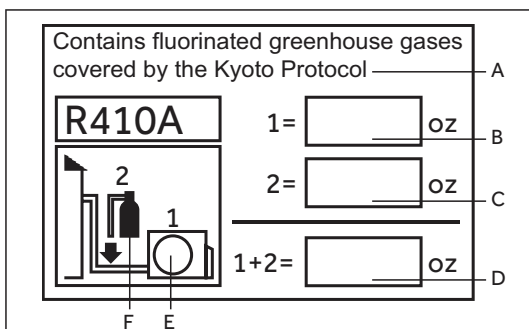 Contains fluorinated greenhouse gases
covered by the Kyoto Protocol
A
R410A
1=
oz
B
2=
oz
C
1+2=
oz
D
2
1
F
E